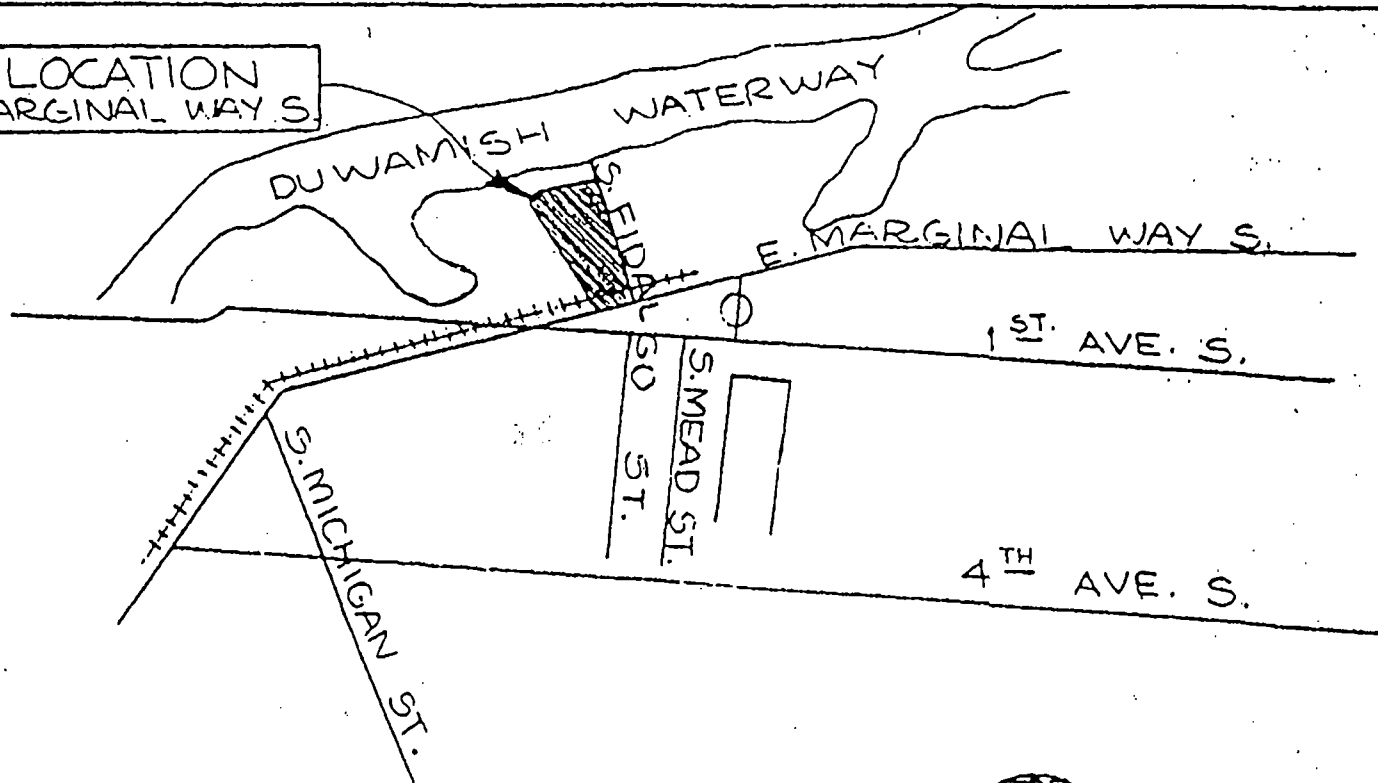 LOCATION
ARGINAL WAY S.
DUWAMISH WATERWAY
S. FIDALGO ST.
E. MARGINAL WAY S.
1ST. AVE. S.
S. MEAD ST.
4TH AVE. S.
S. MICHIGAN ST.